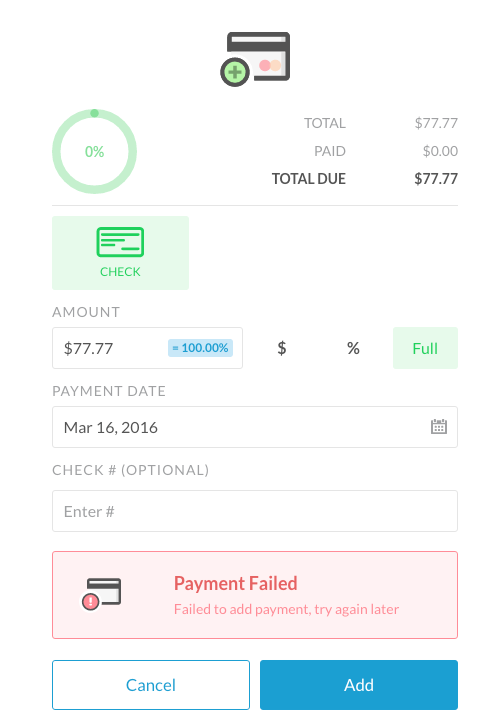 0%
TOTAL $77.77
PAID $0.00
TOTAL DUE $77.77
CHECK
AMOUNT
$77.77 = 100.00% $ % Full
PAYMENT DATE
Mar 16, 2016
CHECK # (OPTIONAL)
Enter #
Payment Failed
Failed to add payment, try again later
Cancel Add